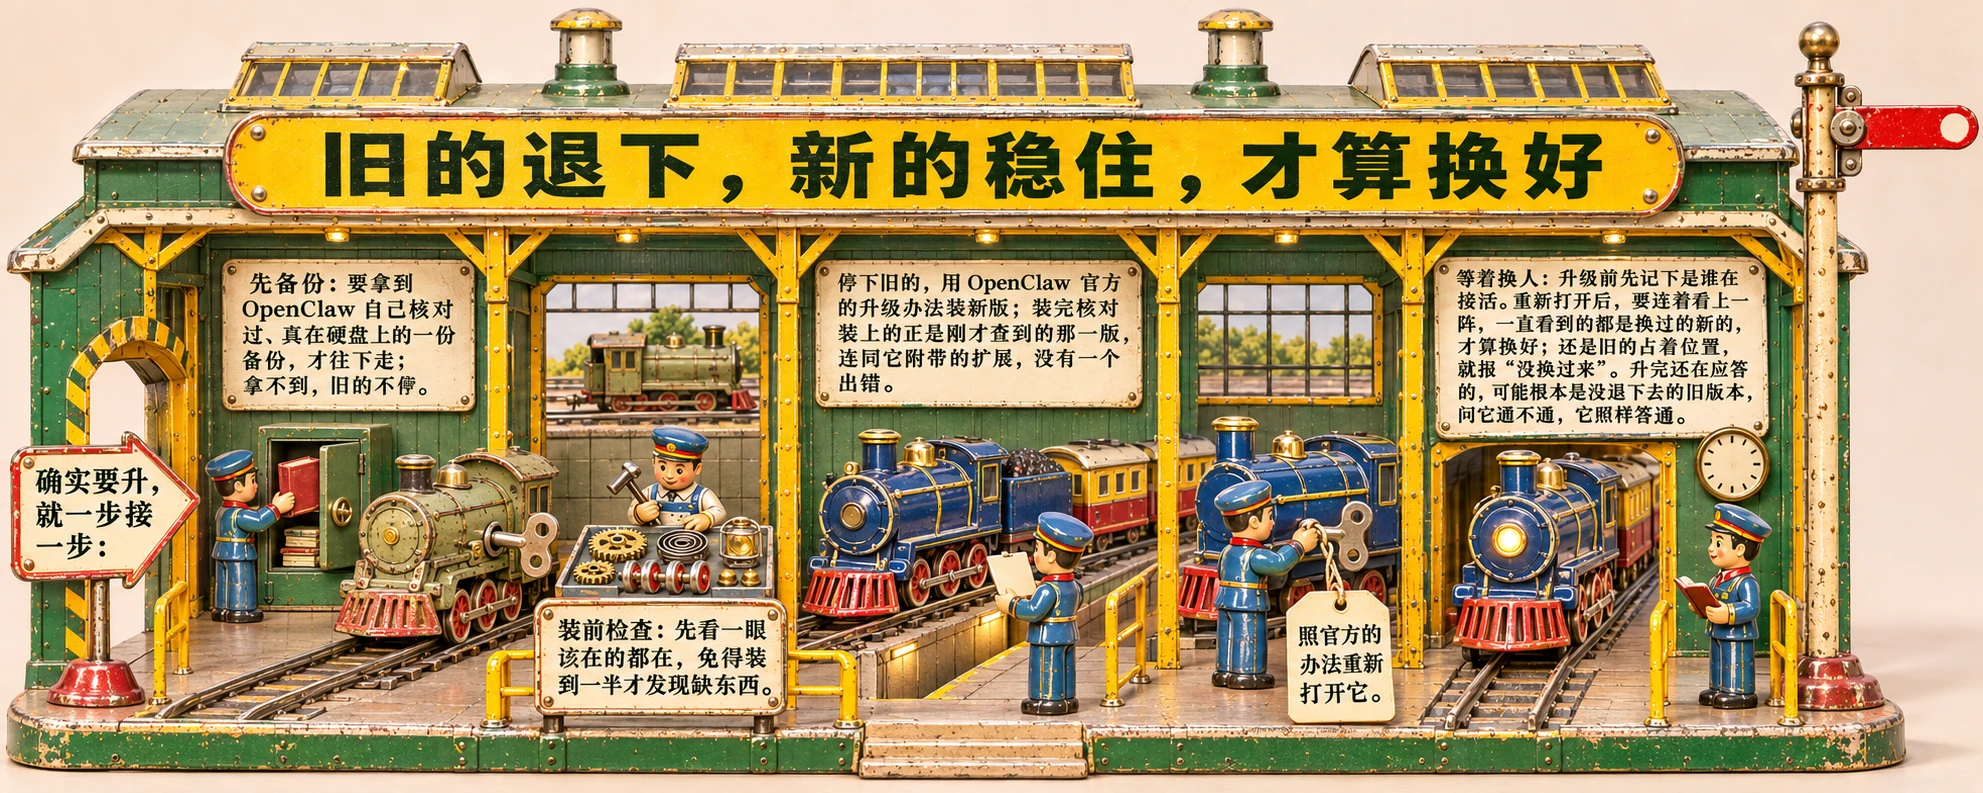 旧的退下，新的稳住，才算换好
确实要升，
就一步接
一步：
先备份：要拿到
OpenClaw 自己核对
过、真在硬盘上的一份
备份，才往下走；
拿不到，旧的不停。
装前检查：先看一眼
该在的都在，免得装
到一半才发现缺东西。
停下旧的，用 OpenClaw 官方
的升级办法装新版；装完核对
装上的正是刚才查到的那一版，
连同它附带的扩展，没有一个
出错。
照官方的
办法重新
打开它。
等着换人：升级前先记下是谁在
接活。重新打开后，要连着看上一
阵，一直看到的都是换过的新的，
才算换好；还是旧的占着位置，
就报“没换过来”。升完还在应答
的，可能根本是没退下去的旧版本，
问它通不通，它照样答通。